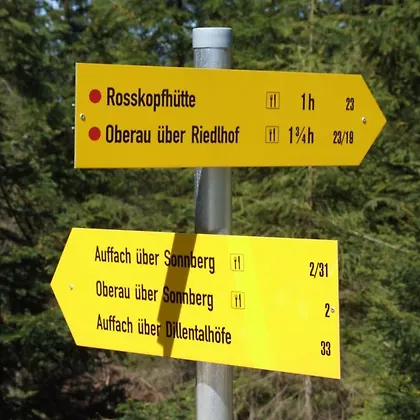 Rosskopfhütte 1h 23
Oberau über Riedlhof 1¾h 23/19
Auffach über Sonnberg 2/31
Oberau über Sonnberg 2
Auffach über Dillentalhöfe 33